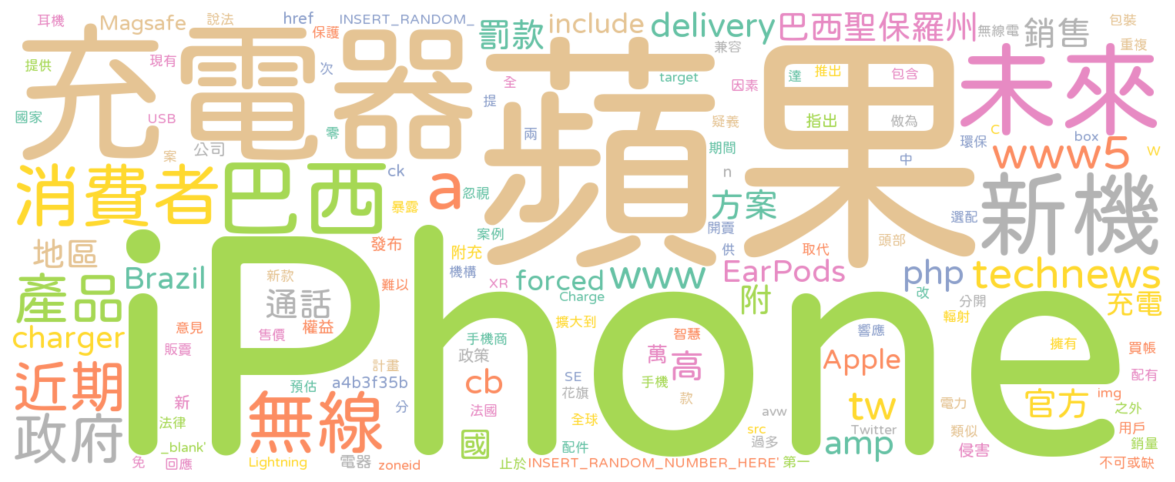 耳機 Magsafe 說法 href INSERT_RANDOM_ 罰款 include delivery 巴西聖保羅州 無線電 銷售 包裝
提供 充電器 保護 現有 次 全 兼容 target 因素 達 推出 包含 重複
國家 USB 零 提 兩 蘋果 疑義 指出 做為 未來
案 公司 期間 中 環保 box C W
消費者 巴西 ck a 忽視 n 方案 www5 新機
暴露 選配
地區 發布 附充 案例 開賣 供 取代 頭部
Brazil 新款 機構 forced www EarPods php technews
產品 通話 難以 XR Charge 附 改 分開 充電
charger 意見 售價 權益 iPhone 擴大到 輻射
販賣 手機商 智慧 響應 擁有 買帳
近期 計畫 政策 萬 高 Apple 配有
預估 a4b3f35b cb SE 手機 花旗 款 tw 官方 img
新 無線 分 法國 avw 電力 之外
政府 法律 國 全球 src Twitter 類似 用戶
_blank' 配件 過多 amp 侵害 銷量
免 回應 Lightning 電器 zoneid 止於 INSERT_RANDOM_NUMBER_HERE' 第一 不可或缺